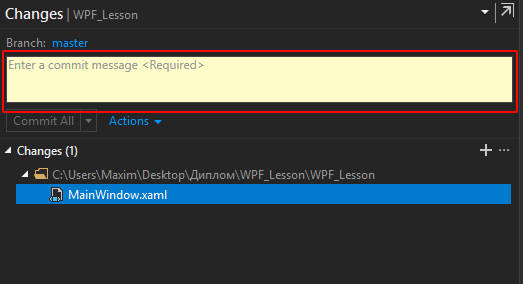 Changes | WPF_Lesson
Branch: master
Enter a commit message <Required>
Commit All Actions
Changes (1)
C:\Users\Maxim\Desktop\Диплом\WPF_Lesson\WPF_Lesson
MainWindow.xaml